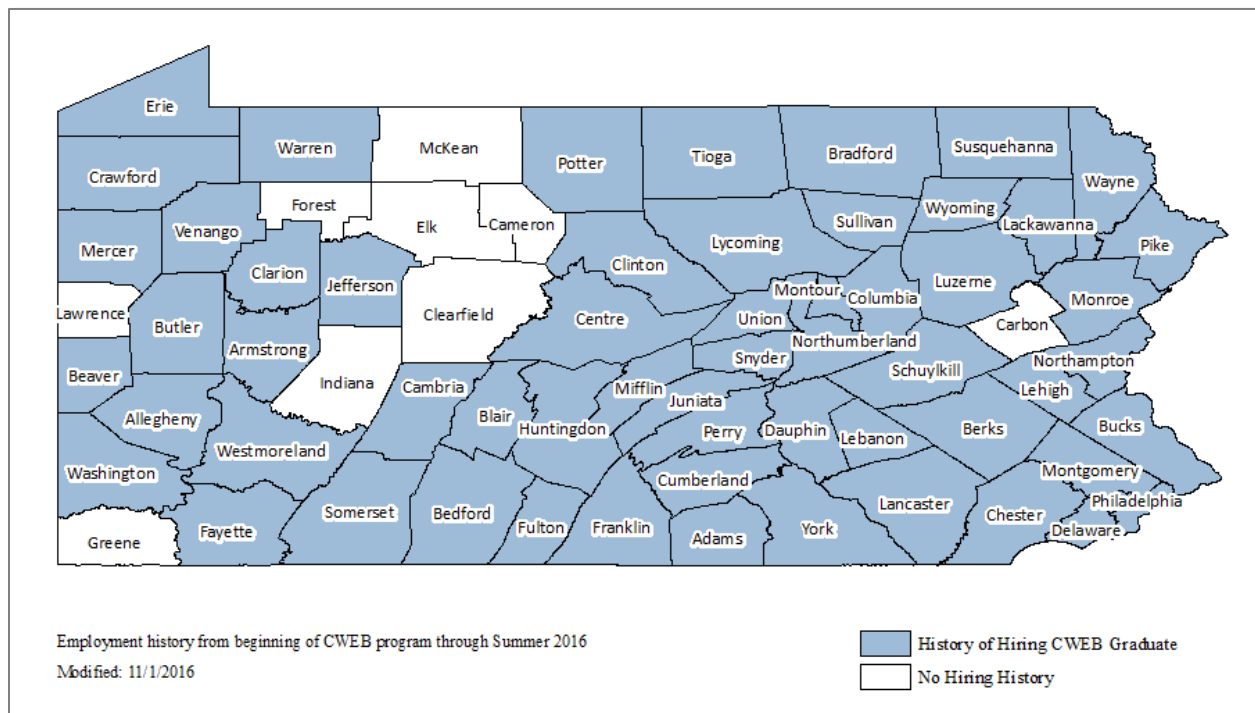 Erie
Warren
McKean
Potter
Tioga
Bradford
Susquehanna
Wayne
Crawford
Forest
Elk
Cameron
Wyoming
Lackawanna
Sullivan
Mercer
Venango
Lycoming
Pike
Clarion
Clinton
Jefferson
Luzerne
Montour
Columbia
Monroe
Lawrence
Butler
Clearfield
Centre
Union
Carbon
Armstrong
Northumberland
Snyder
Northampton
Beaver
Indiana
Cambria
Mifflin
Schuylkill
Lehigh
Allegheny
Blair
Huntingdon
Juniata
Perry
Dauphin
Lebanon
Berks
Bucks
Westmoreland
Washington
Cumberland
Montgomery
Philadelphia
Somerset
Bedford
Lancaster
Chester
Greene
Fayette
Fulton
Franklin
Adams
York
Delaware
Employment history from beginning of CWEB program through Summer 2016
Modified: 11/1/2016
History of Hiring CWEB Graduate
No Hiring History